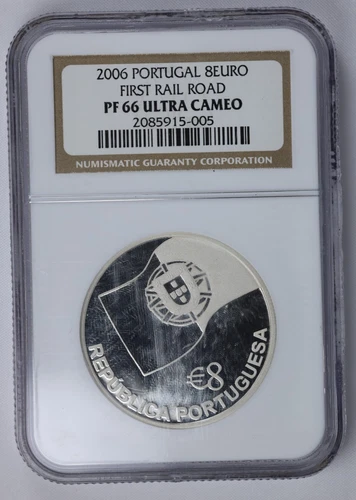 2006 PORTUGAL 8EURO
FIRST RAIL ROAD
PF 66 ULTRA CAMEO
2085915-005
NUMISMATIC GUARANTY CORPORATION
€8
REPUBLICA PORTUGUESA